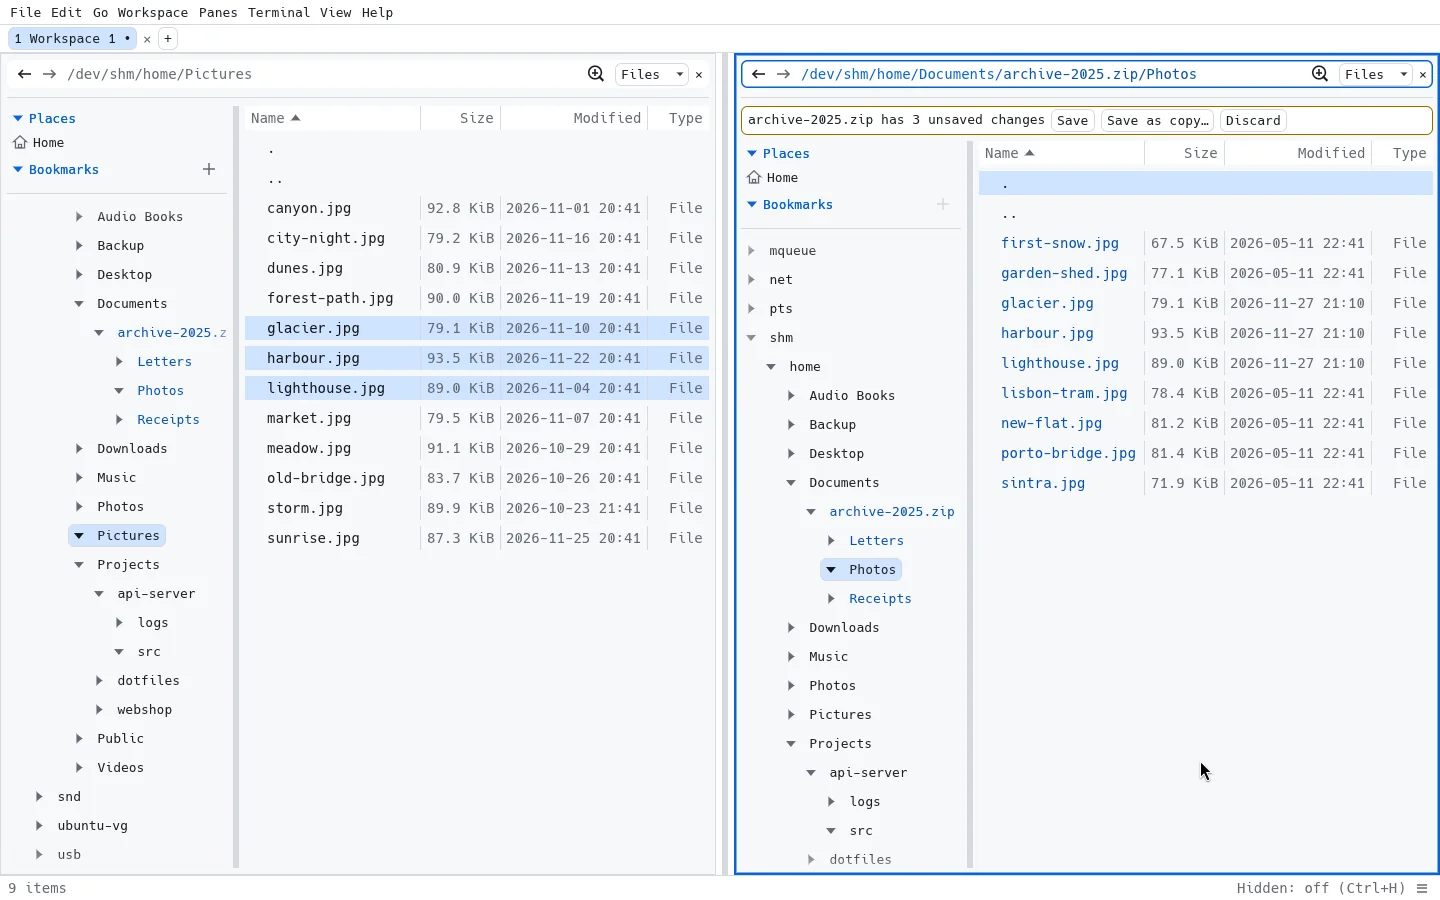 File Edit Go Workspace Panes Terminal View Help
1 Workspace 1 • × +
/dev/shm/home/Pictures
Files
×
Places
Home
Bookmarks
Audio Books
Backup
Desktop
Documents
archive-2025.z
Letters
Photos
Receipts
Downloads
Music
Photos
Pictures
Projects
api-server
logs
src
dotfiles
webshop
Public
Videos
snd
ubuntu-vg
usb
Name Size Modified Type
.
..
canyon.jpg 92.8 KiB 2026-11-01 20:41 File
city-night.jpg 79.2 KiB 2026-11-16 20:41 File
dunes.jpg 80.9 KiB 2026-11-13 20:41 File
forest-path.jpg 90.0 KiB 2026-11-19 20:41 File
glacier.jpg 79.1 KiB 2026-11-10 20:41 File
harbour.jpg 93.5 KiB 2026-11-22 20:41 File
lighthouse.jpg 89.0 KiB 2026-11-04 20:41 File
market.jpg 79.5 KiB 2026-11-07 20:41 File
meadow.jpg 91.1 KiB 2026-10-29 20:41 File
old-bridge.jpg 83.7 KiB 2026-10-26 20:41 File
storm.jpg 89.9 KiB 2026-10-23 21:41 File
sunrise.jpg 87.3 KiB 2026-11-25 20:41 File
/dev/shm/home/Documents/archive-2025.zip/Photos
Files
×
archive-2025.zip has 3 unsaved changes Save Save as copy… Discard
Places
Home
Bookmarks
mqueue
net
pts
shm
home
Audio Books
Backup
Desktop
Documents
archive-2025.zip
Letters
Photos
Receipts
Downloads
Music
Photos
Pictures
Projects
api-server
logs
src
dotfiles
Name Size Modified Type
.
..
first-snow.jpg 67.5 KiB 2026-05-11 22:41 File
garden-shed.jpg 77.1 KiB 2026-05-11 22:41 File
glacier.jpg 79.1 KiB 2026-11-27 21:10 File
harbour.jpg 93.5 KiB 2026-11-27 21:10 File
lighthouse.jpg 89.0 KiB 2026-11-27 21:10 File
lisbon-tram.jpg 78.4 KiB 2026-05-11 22:41 File
new-flat.jpg 81.2 KiB 2026-05-11 22:41 File
porto-bridge.jpg 81.4 KiB 2026-05-11 22:41 File
sintra.jpg 71.9 KiB 2026-05-11 22:41 File
9 items
Hidden: off (Ctrl+H)